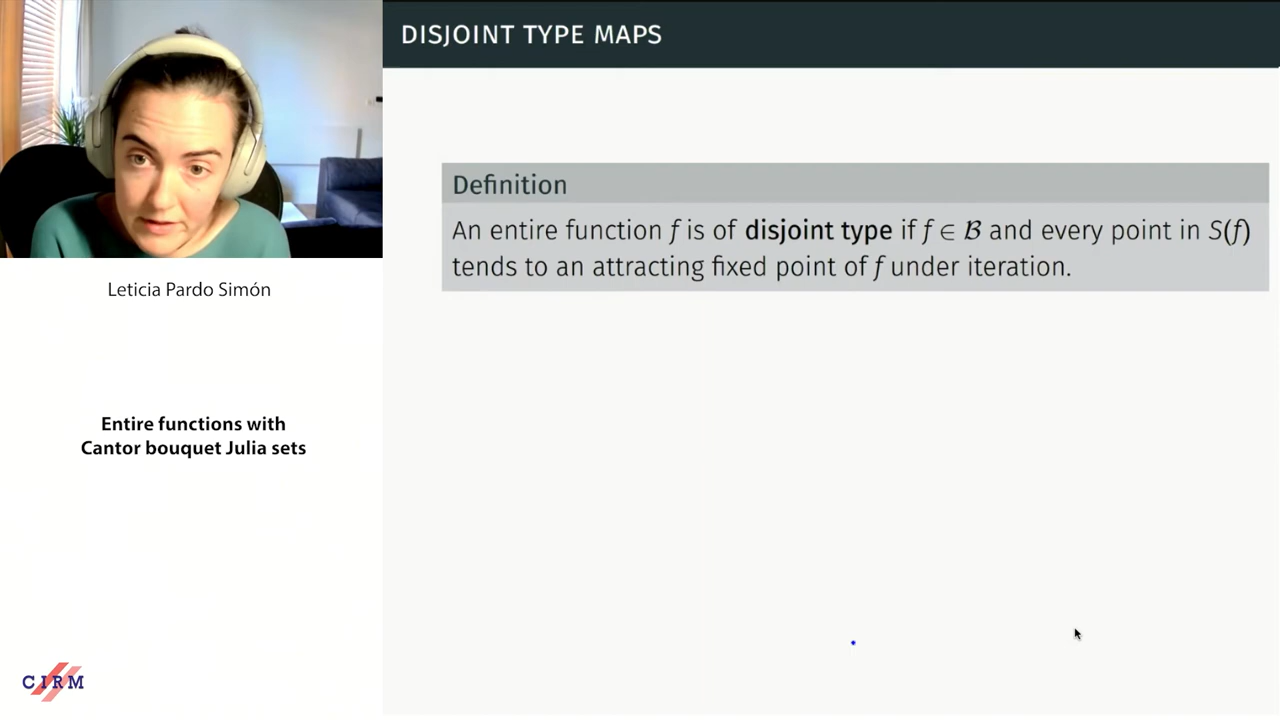 DISJOINT TYPE MAPS
Definition
An entire function f is of disjoint type if f ∈ 𝓑 and every point in S(f)
tends to an attracting fixed point of f under iteration.
Leticia Pardo Simón
Entire functions with
Cantor bouquet Julia sets
CIRM